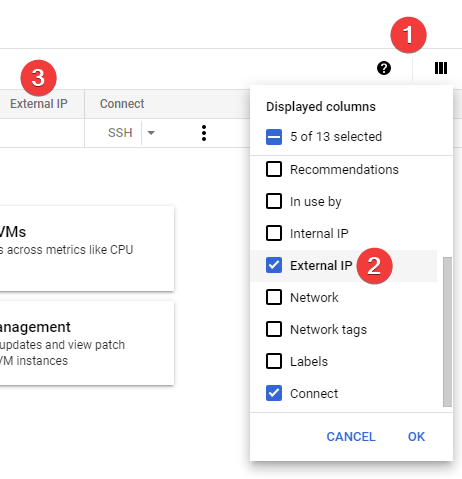 1
3
External IP
Connect
SSH
Displayed columns
5 of 13 selected
Recommendations
In use by
Internal IP
External IP 2
Network
Network tags
Labels
Connect
CANCEL OK
VMs
s across metrics like CPU
anagement
updates and view patch
VM instances